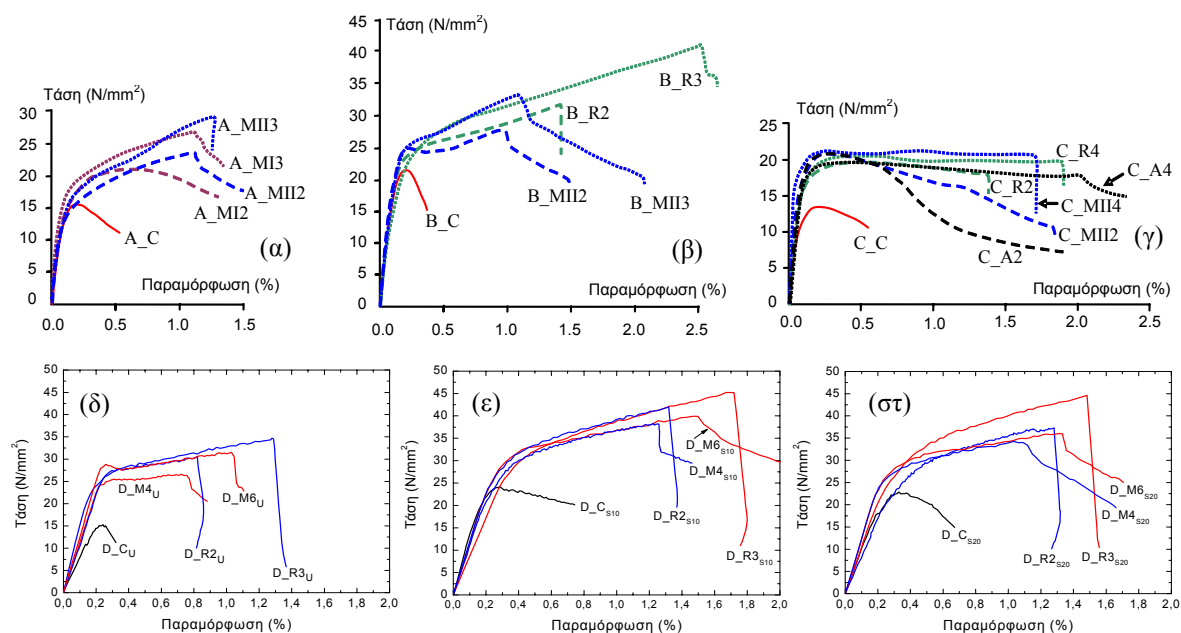 Τάση (N/mm²)
30
25
20
15
10
5
0
0.0 0.5 1.0 1.5
A_MII3
A_MI3
A_MII2
A_MI2
A_C
(α)
Παραμόρφωση (%)
Τάση (N/mm²)
45
40
35
30
25
20
15
10
5
0
0.0 0.5 1.0 1.5 2.0 2.5
B_R3
B_R2
B_MII2
B_MII3
B_C
(β)
Παραμόρφωση (%)
Τάση (N/mm²)
25
20
15
10
5
0
0.0 0.5 1.0 1.5 2.0 2.5
C_R4
C_A4
C_R2
C_MII4
C_MII2
C_C
C_A2
(γ)
Παραμόρφωση (%)
(δ)
Τάση (N/mm²)
50
45
40
35
30
25
20
15
10
5
0
0,0 0,2 0,4 0,6 0,8 1,0 1,2 1,4 1,6 1,8 2,0
D_M4U
D_M6U
D_CU
D_R2U
D_R3U
Παραμόρφωση (%)
(ε)
Τάση (N/mm²)
50
45
40
35
30
25
20
15
10
5
0
0,0 0,2 0,4 0,6 0,8 1,0 1,2 1,4 1,6 1,8 2,0
D_M6S10
D_M4S10
D_CS10
D_R2S10
D_R3S10
Παραμόρφωση (%)
(στ)
Τάση (N/mm²)
50
45
40
35
30
25
20
15
10
5
0
0,0 0,2 0,4 0,6 0,8 1,0 1,2 1,4 1,6 1,8 2,0
D_M6S20
D_M4S20
D_CS20
D_R2S20
D_R3S20
Παραμόρφωση (%)